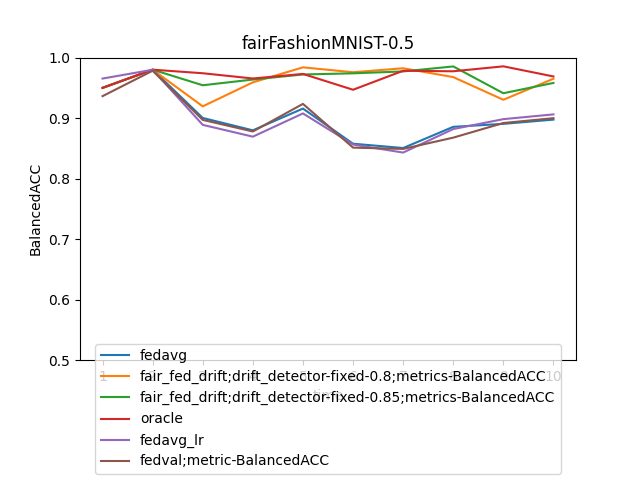 fairFashionMNIST-0.5
BalancedACC
1.0
0.9
0.8
0.7
0.6
0.5
1
10
fedavg
fair_fed_drift;drift_detector-fixed-0.8;metrics-BalancedACC
fair_fed_drift;drift_detector-fixed-0.85;metrics-BalancedACC
oracle
fedavg_lr
fedval;metric-BalancedACC